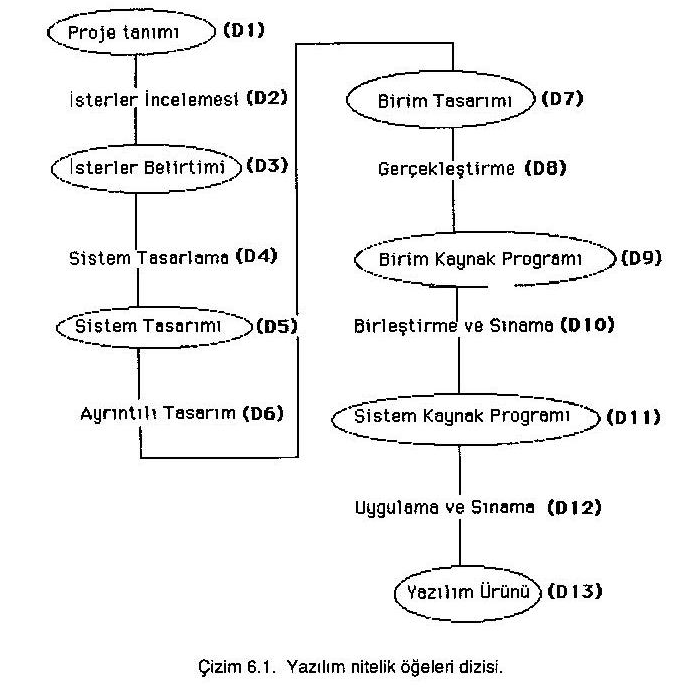 Proje tanımı (D1)
İsterler İncelemesi (D2)
İsterler Belirtimi (D3)
Sistem Tasarlama (D4)
Sistem Tasarımı (D5)
Ayrıntılı Tasarım (D6)
Birim Tasarımı (D7)
Gerçekleştirme (D8)
Birim Kaynak Programı (D9)
Birleştirme ve Sınama (D10)
Sistem Kaynak Programı (D11)
Uygulama ve Sınama (D12)
Yazılım Ürünü (D13)
Çizim 6.1. Yazılım nitelik öğeleri dizisi.